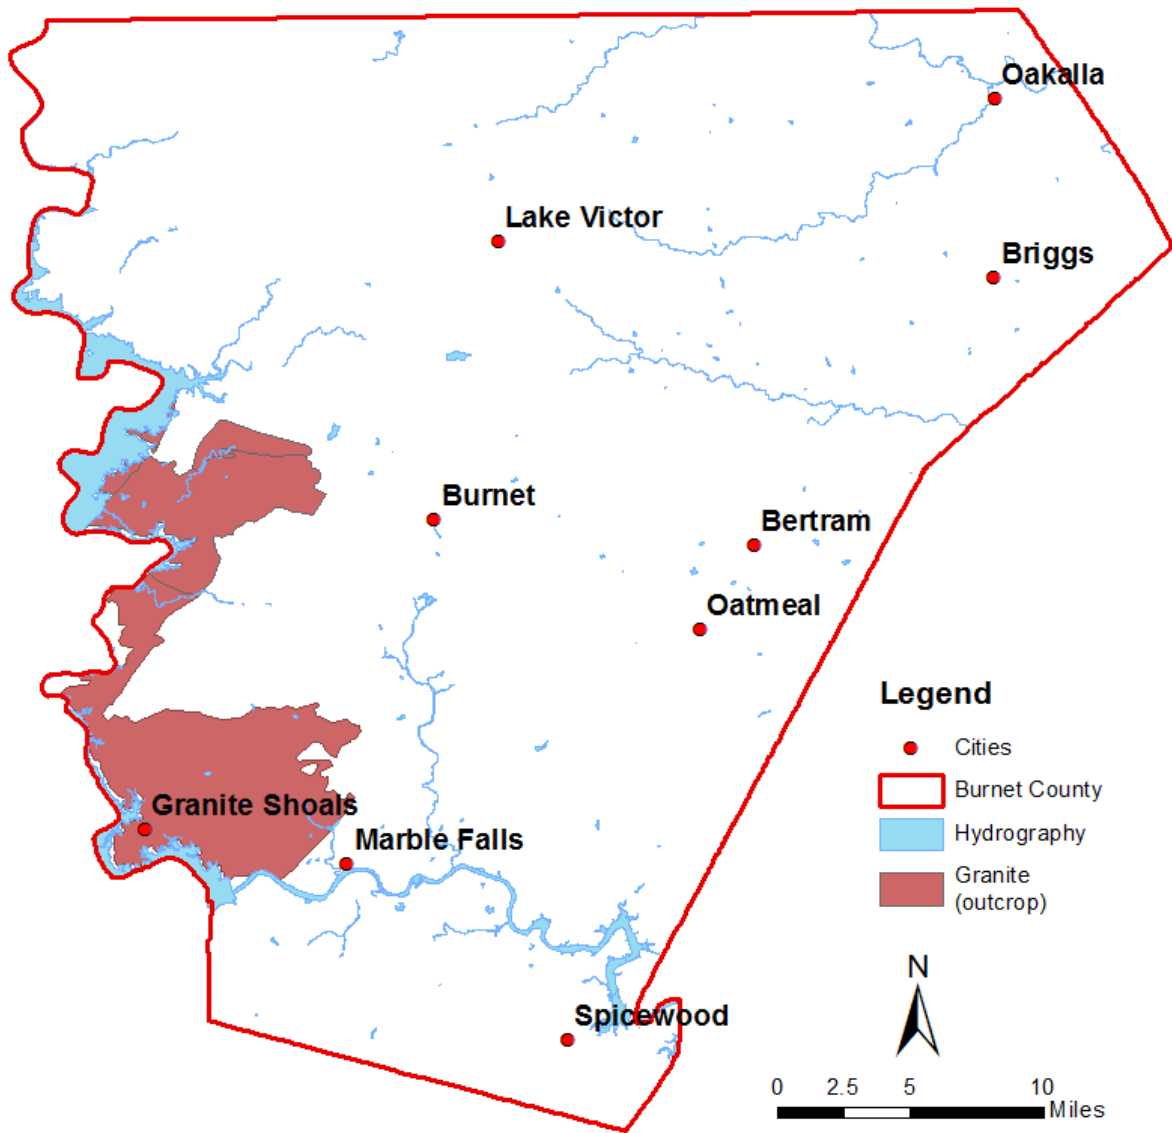 Oakalla
Lake Victor
Briggs
Burnet
Bertram
Oatmeal
Granite Shoals
Marble Falls
Spicewood
Legend
Cities
Burnet County
Hydrography
Granite
(outcrop)
N
0 2.5 5 10
Miles